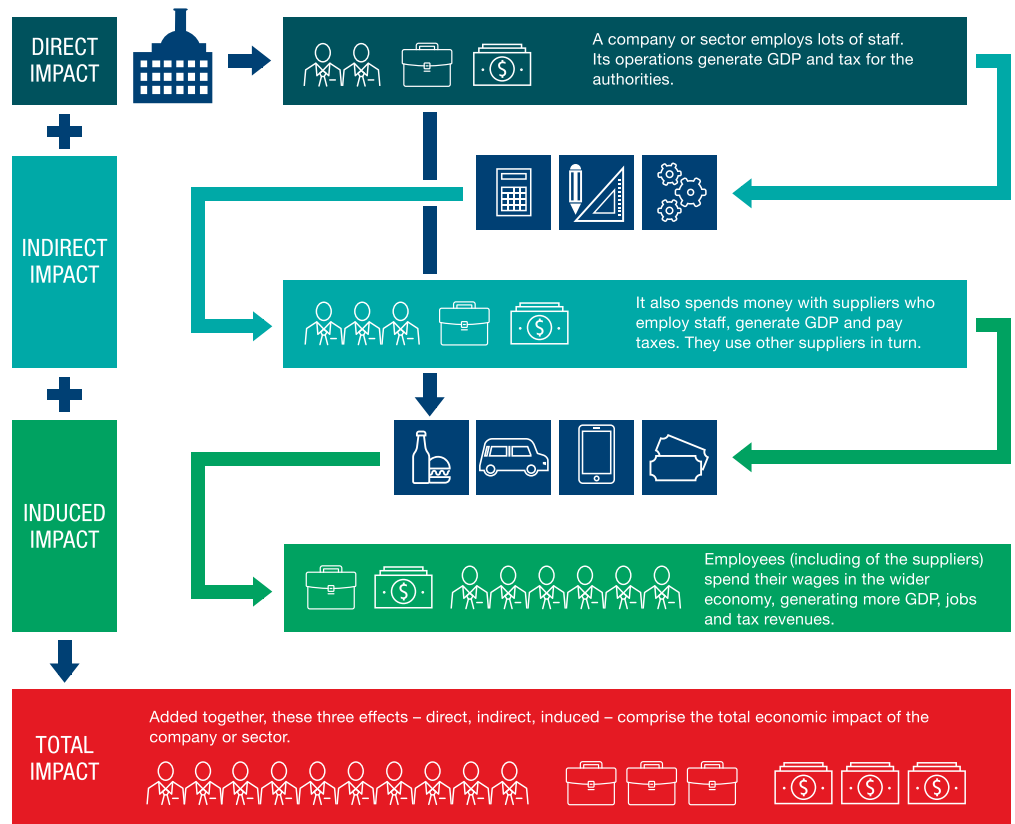 DIRECT
IMPACT
A company or sector employs lots of staff.
Its operations generate GDP and tax for the
authorities.
INDIRECT
IMPACT
It also spends money with suppliers who
employ staff, generate GDP and pay
taxes. They use other suppliers in turn.
INDUCED
IMPACT
Employees (including of the suppliers)
spend their wages in the wider
economy, generating more GDP, jobs
and tax revenues.
TOTAL
IMPACT
Added together, these three effects – direct, indirect, induced – comprise the total economic impact of the
company or sector.